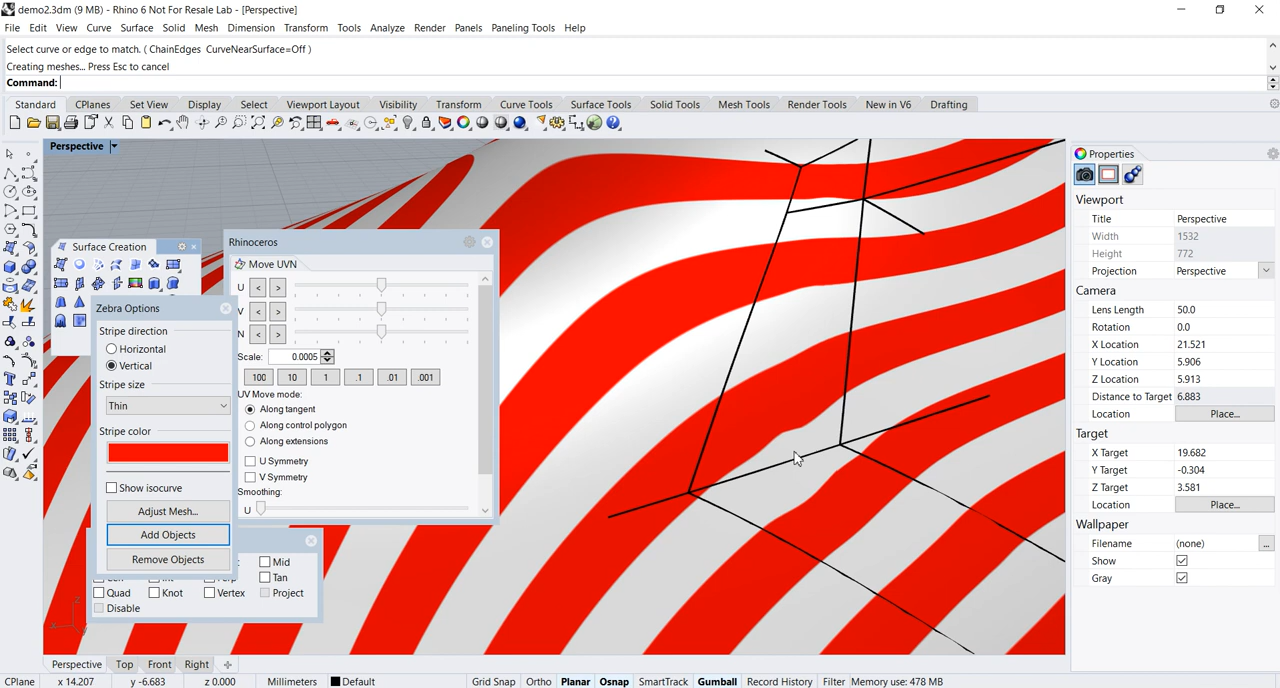 demo2.3dm (9 MB) - Rhino 6 Not For Resale Lab - [Perspective]
File Edit View Curve Surface Solid Mesh Dimension Transform Tools Analyze Render Panels Paneling Tools Help
Select curve or edge to match. ( ChainEdges CurveNearSurface=Off )
Creating meshes... Press Esc to cancel
Command:
Standard CPlanes Set View Display Select Viewport Layout Visibility Transform Curve Tools Surface Tools Solid Tools Mesh Tools Render Tools New in V6 Drafting
Perspective
Surface Creation
Zebra Options
Stripe direction
Horizontal
Vertical
Stripe size
Thin
Stripe color
Show isocurve
Adjust Mesh...
Add Objects
Remove Objects
Rhinoceros
Move UVN
U < >
V < >
N < >
Scale: 0.0005
100 10 1 .1 .01 .001
UV Move mode:
Along tangent
Along control polygon
Along extensions
U Symmetry
V Symmetry
Smoothing:
U
Mid
Tan
Quad Knot Vertex Project
Disable
z
x y
Perspective Top Front Right
Properties
Viewport
Title Perspective
Width 1532
Height 772
Projection Perspective
Camera
Lens Length 50.0
Rotation 0.0
X Location 21.521
Y Location 5.906
Z Location 5.913
Distance to Target 6.883
Location Place...
Target
X Target 19.682
Y Target -0.304
Z Target 3.581
Location Place...
Wallpaper
Filename (none) ...
Show
Gray
CPlane x 14.207 y -6.683 z 0.000 Millimeters Default Grid Snap Ortho Planar Osnap SmartTrack Gumball Record History Filter Memory use: 478 MB